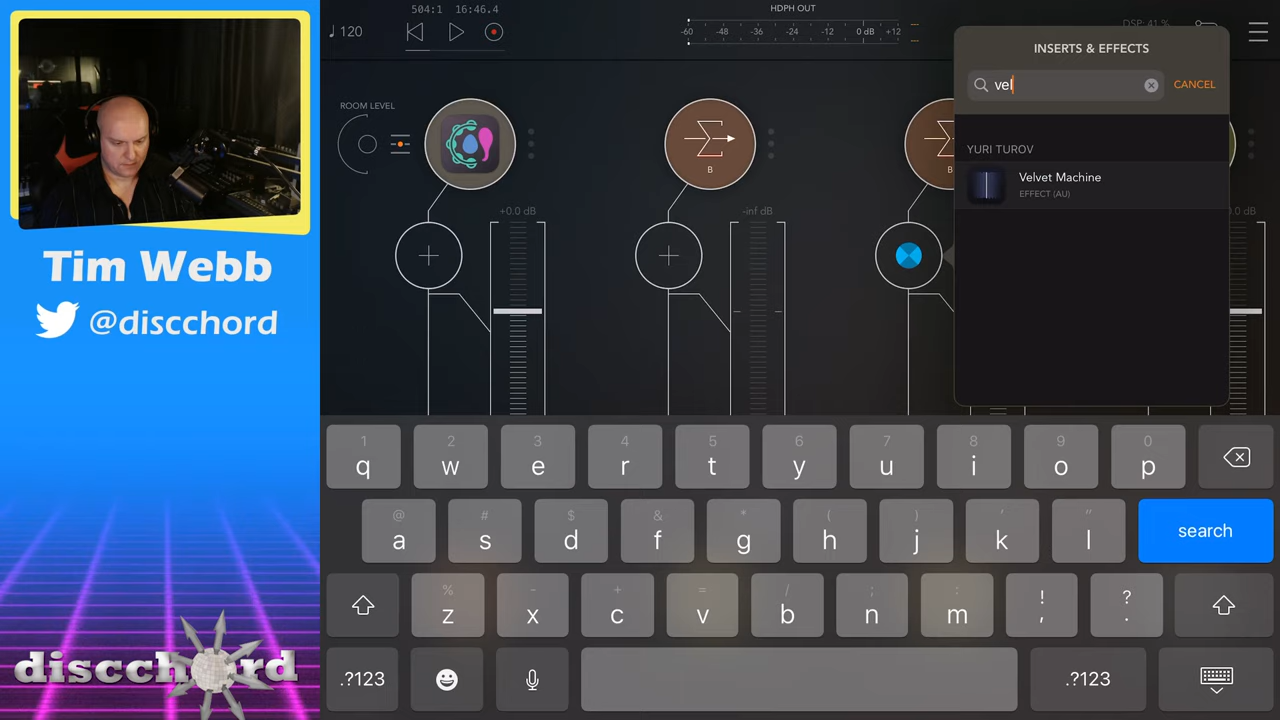 Tim Webb
@discchord
discchord
120
504:1 16:46.4
HDPH OUT
-60 -48 -36 -24 -12 0 dB +12
DSP: 41 %
ROOM LEVEL
B
+0.0 dB
-inf dB
INSERTS & EFFECTS
vel
CANCEL
YURI TUROV
Velvet Machine
EFFECT (AU)
1 2 3 4 5 6 7 8 9 0
q w e r t y u i o p
@ # $ & * ( ) ' "
a s d f g h j k l search
% - + = / ; : ! ?
z x c v b n m , .
.?123 .?123